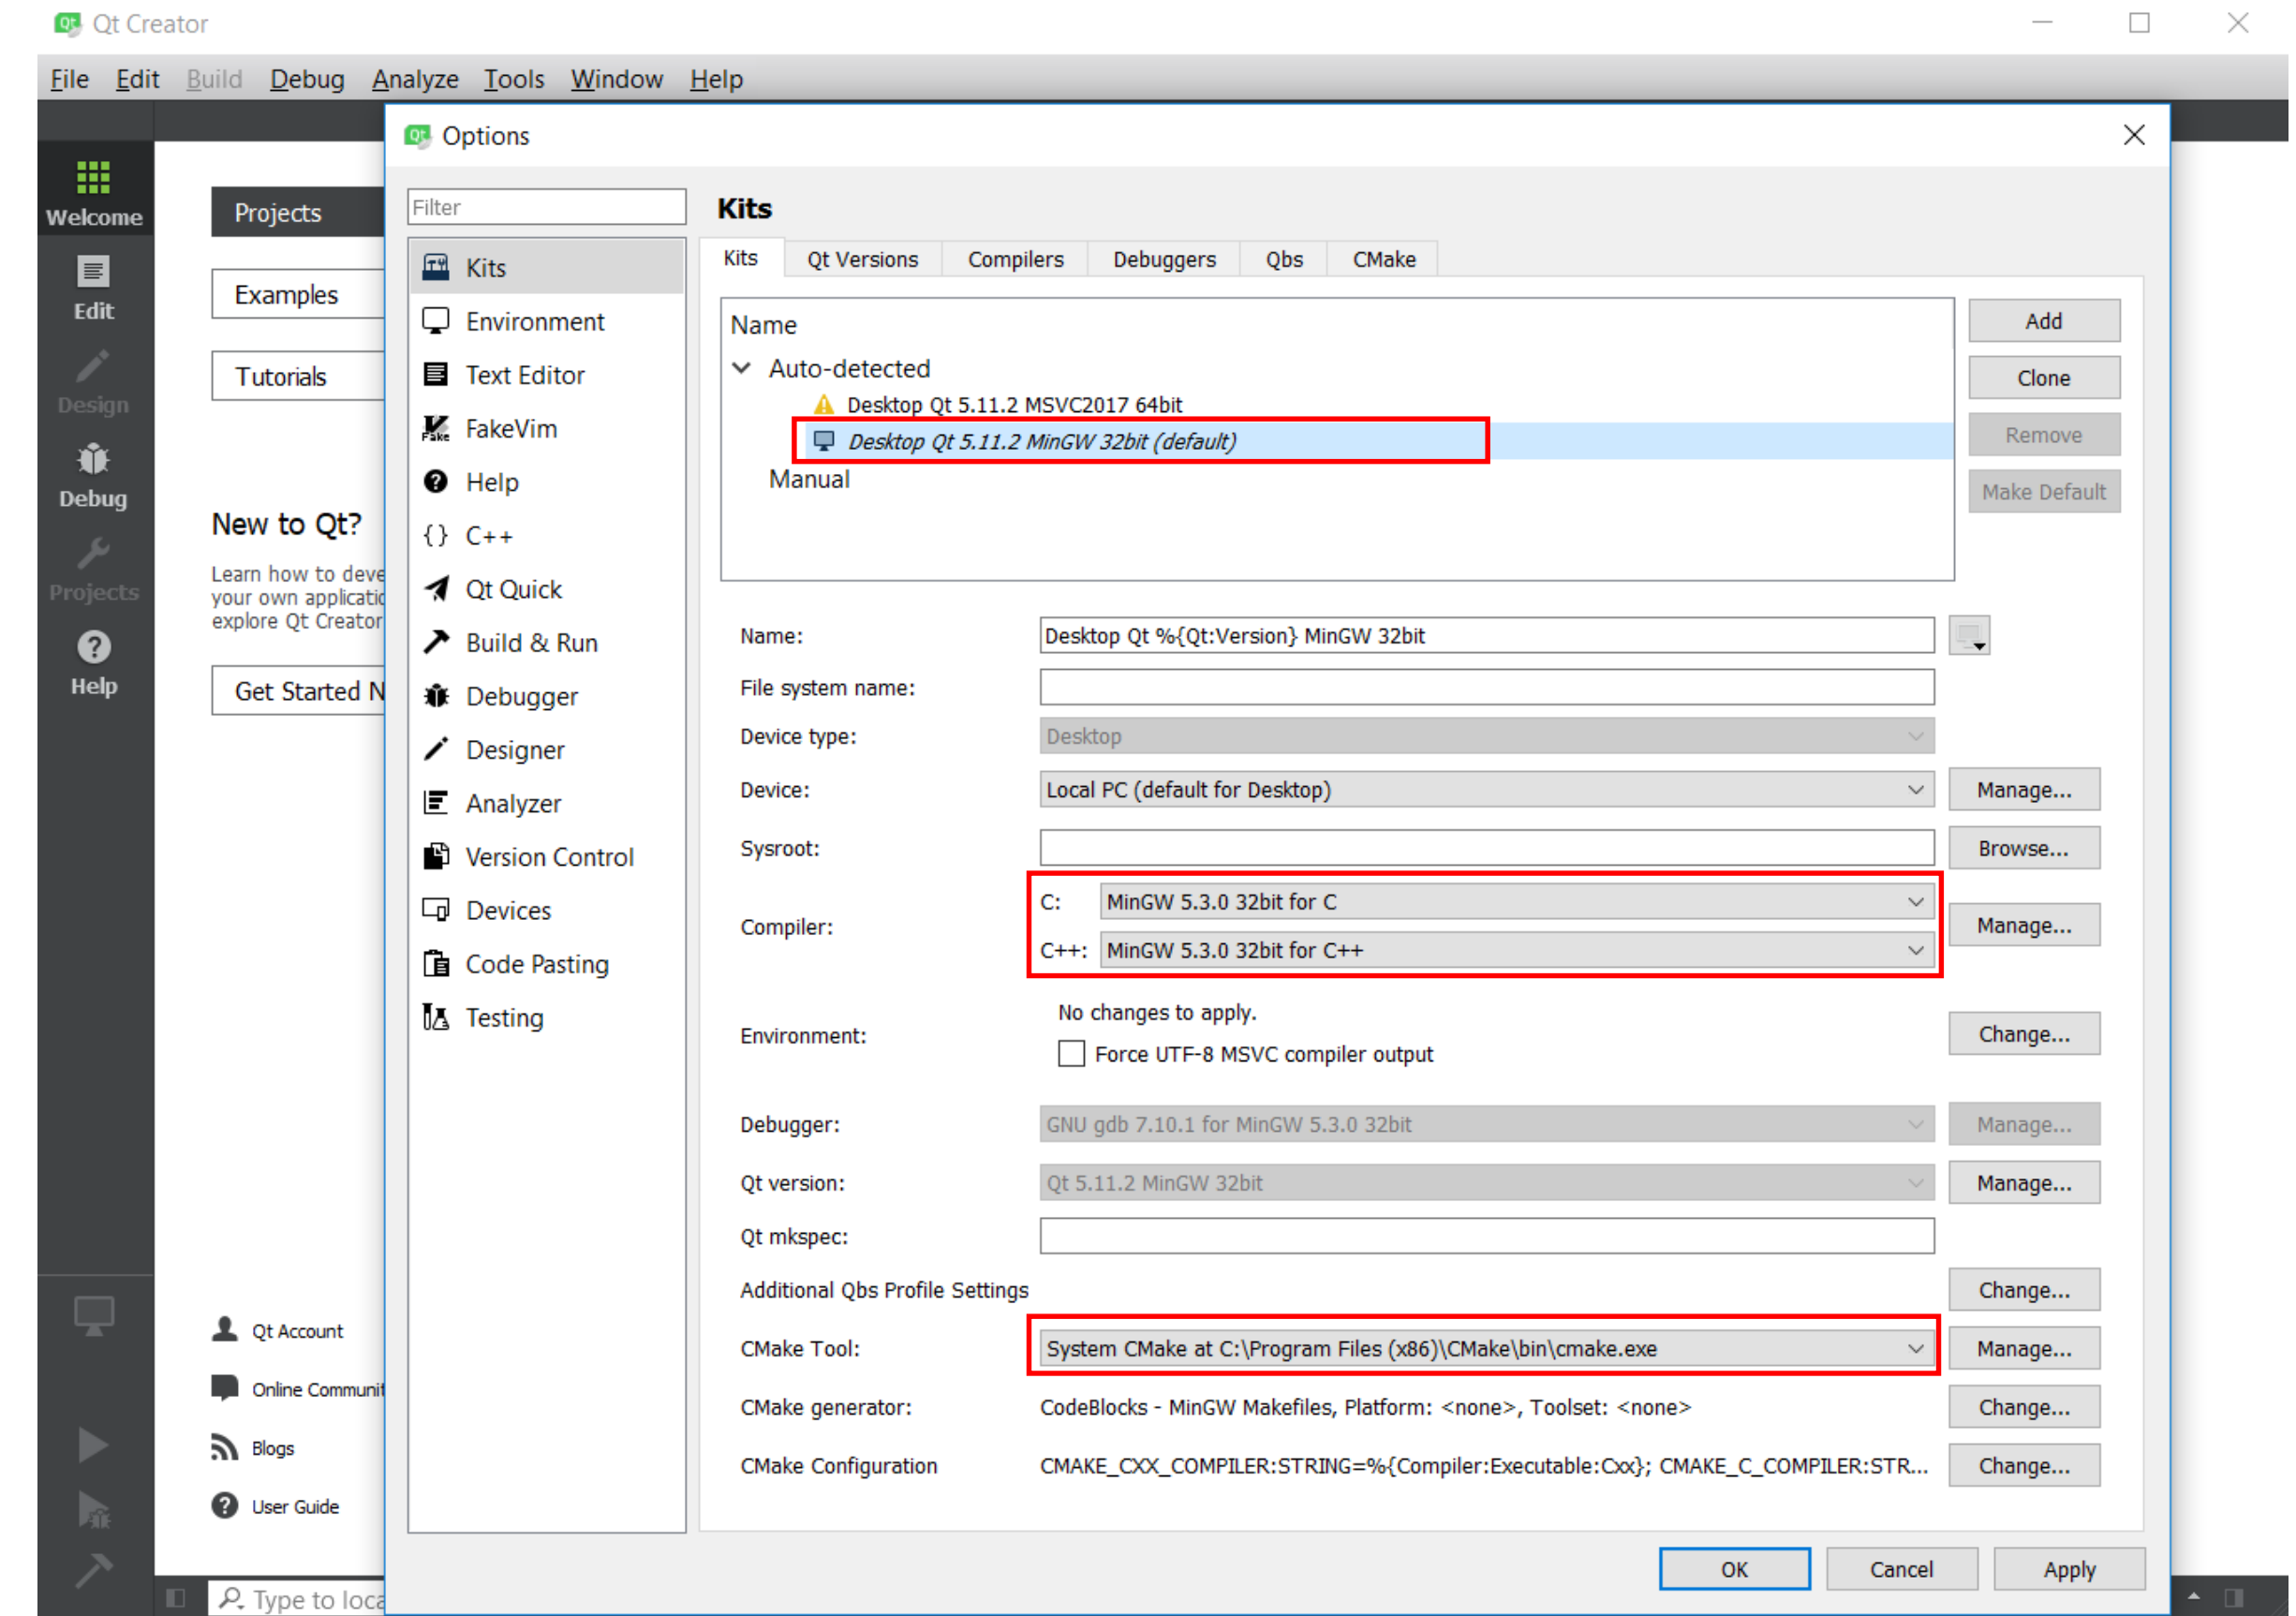 Qt Creator
File Edit Build Debug Analyze Tools Window Help
Welcome
Edit
Design
Debug
Projects
Help
Projects
Examples
Tutorials
New to Qt?
Learn how to deve
your own applicatio
explore Qt Creator
Get Started N
Qt Account
Online Communit
Blogs
User Guide
Type to loca
Options
Filter
Kits
Environment
Text Editor
FakeVim
Help
{} C++
Qt Quick
Build & Run
Debugger
Designer
Analyzer
Version Control
Devices
Code Pasting
Testing
Kits
Kits Qt Versions Compilers Debuggers Qbs CMake
Name
Auto-detected
Desktop Qt 5.11.2 MSVC2017 64bit
Desktop Qt 5.11.2 MinGW 32bit (default)
Manual
Add
Clone
Remove
Make Default
Name: Desktop Qt %{Qt:Version} MinGW 32bit
File system name:
Device type: Desktop
Device: Local PC (default for Desktop) Manage...
Sysroot: Browse...
Compiler: C: MinGW 5.3.0 32bit for C
C++: MinGW 5.3.0 32bit for C++ Manage...
Environment: No changes to apply.
Force UTF-8 MSVC compiler output Change...
Debugger: GNU gdb 7.10.1 for MinGW 5.3.0 32bit Manage...
Qt version: Qt 5.11.2 MinGW 32bit Manage...
Qt mkspec:
Additional Qbs Profile Settings Change...
CMake Tool: System CMake at C:\Program Files (x86)\CMake\bin\cmake.exe Manage...
CMake generator: CodeBlocks - MinGW Makefiles, Platform: <none>, Toolset: <none> Change...
CMake Configuration CMAKE_CXX_COMPILER:STRING=%{Compiler:Executable:Cxx}; CMAKE_C_COMPILER:STR... Change...
OK Cancel Apply